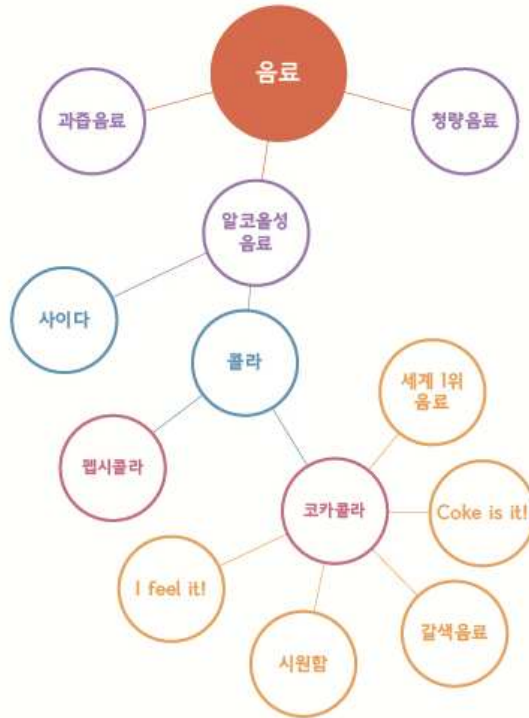 음료
과즙음료
청량음료
알코올성
음료
사이다
콜라
세계 1위
음료
펩시콜라
코카콜라
Coke is it!
I feel it!
갈색음료
시원함